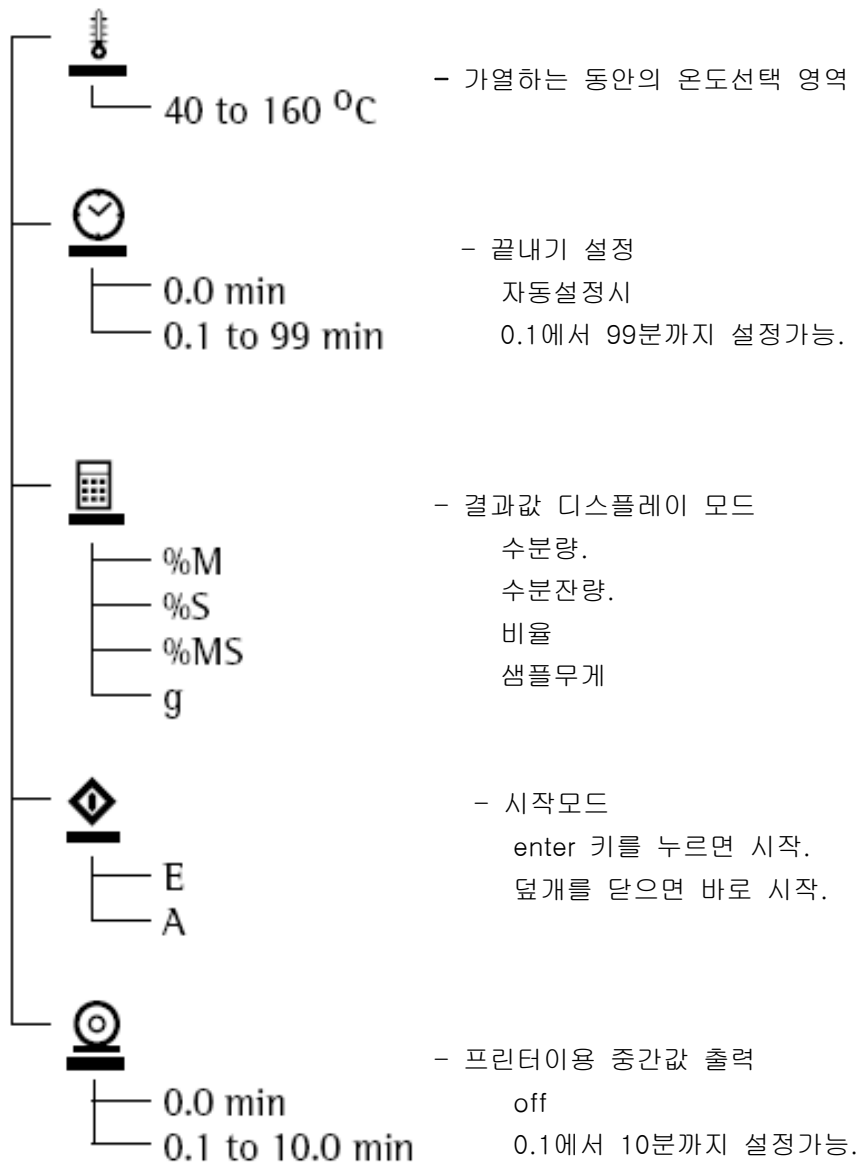 - 가열하는 동안의 온도선택 영역
40 to 160 ⁰C
- 끝내기 설정
0.0 min 자동설정시
0.1 to 99 min 0.1에서 99분까지 설정가능.
- 결과값 디스플레이 모드
%M 수분량.
%S 수분잔량.
%MS 비율
g 샘플무게
- 시작모드
E enter 키를 누르면 시작.
A 덮개를 닫으면 바로 시작.
- 프린터이용 중간값 출력
0.0 min off
0.1 to 10.0 min 0.1에서 10분까지 설정가능.